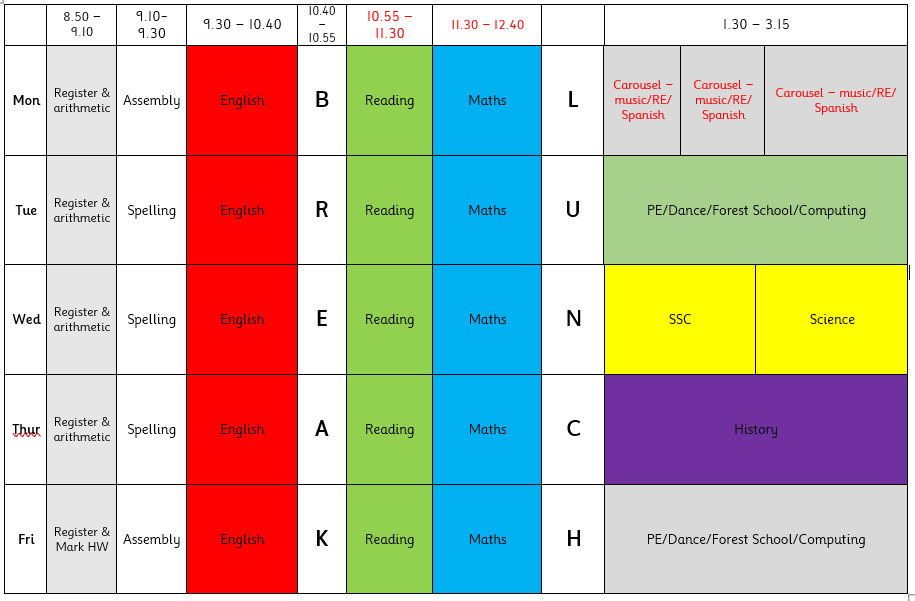 8.50 –
9.10
9.10–
9.30
9.30 – 10.40
10.40
–
10.55
10.55 –
11.30
11.30 – 12.40
1.30 – 3.15
Mon
Register &
arithmetic
Assembly
English
B
Reading
Maths
L
Carousel –
music/RE/
Spanish
Carousel –
music/RE/
Spanish
Carousel – music/RE/
Spanish
Tue
Register &
arithmetic
Spelling
English
R
Reading
Maths
U
PE/Dance/Forest School/Computing
Wed
Register &
arithmetic
Spelling
English
E
Reading
Maths
N
SSC
Science
Thur
Register &
arithmetic
Spelling
English
A
Reading
Maths
C
History
Fri
Register &
Mark HW
Assembly
English
K
Reading
Maths
H
PE/Dance/Forest School/Computing